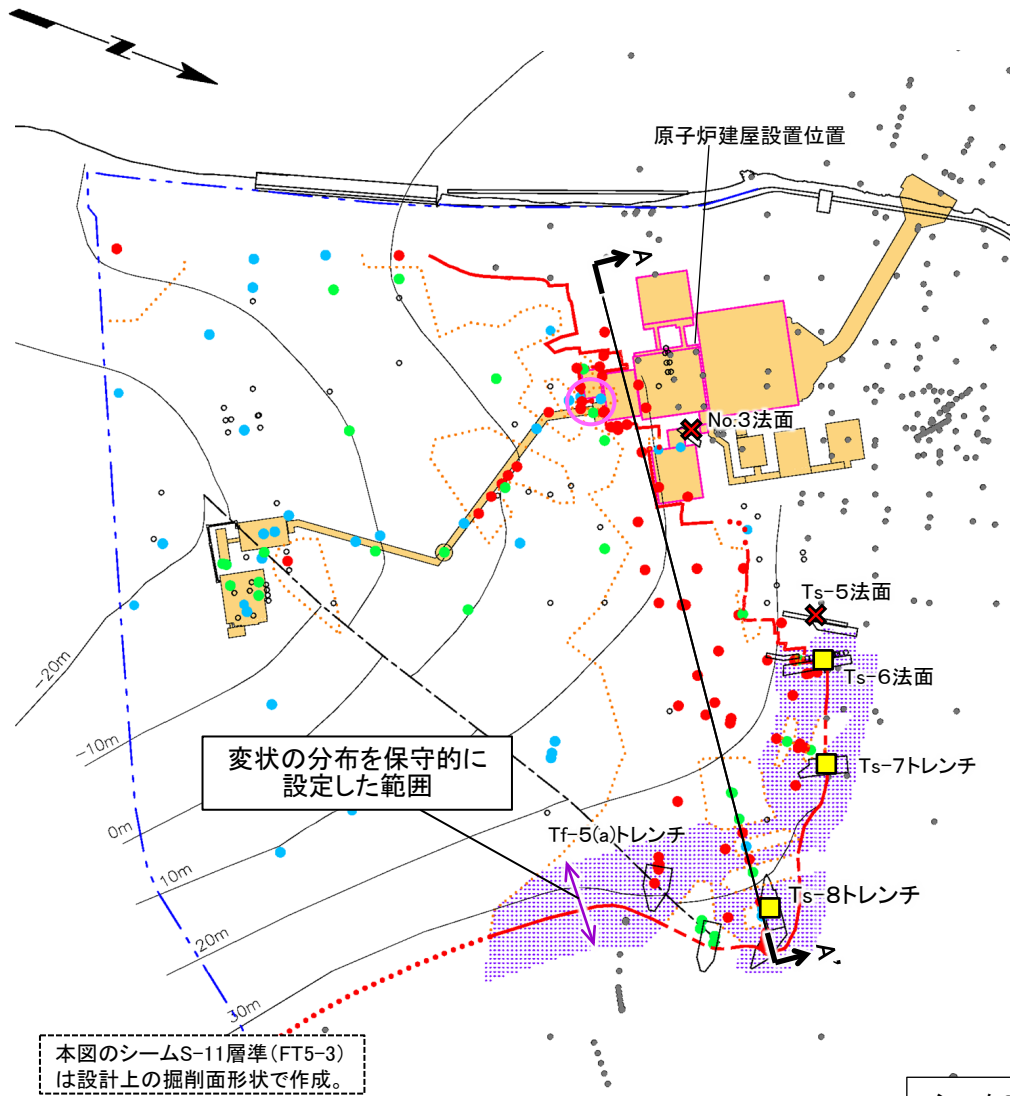 原子炉建屋設置位置
A
No.3法面
Ts-5法面
Ts-6法面
-20m
変状の分布を保守的に
設定した範囲
-10m
Ts-7トレンチ
0m
Tf-5(a)トレンチ
10m
Ts-8トレンチ
20m
A'
30m
本図のシームS-11層準(FT5-3)
は設計上の掘削面形状で作成。